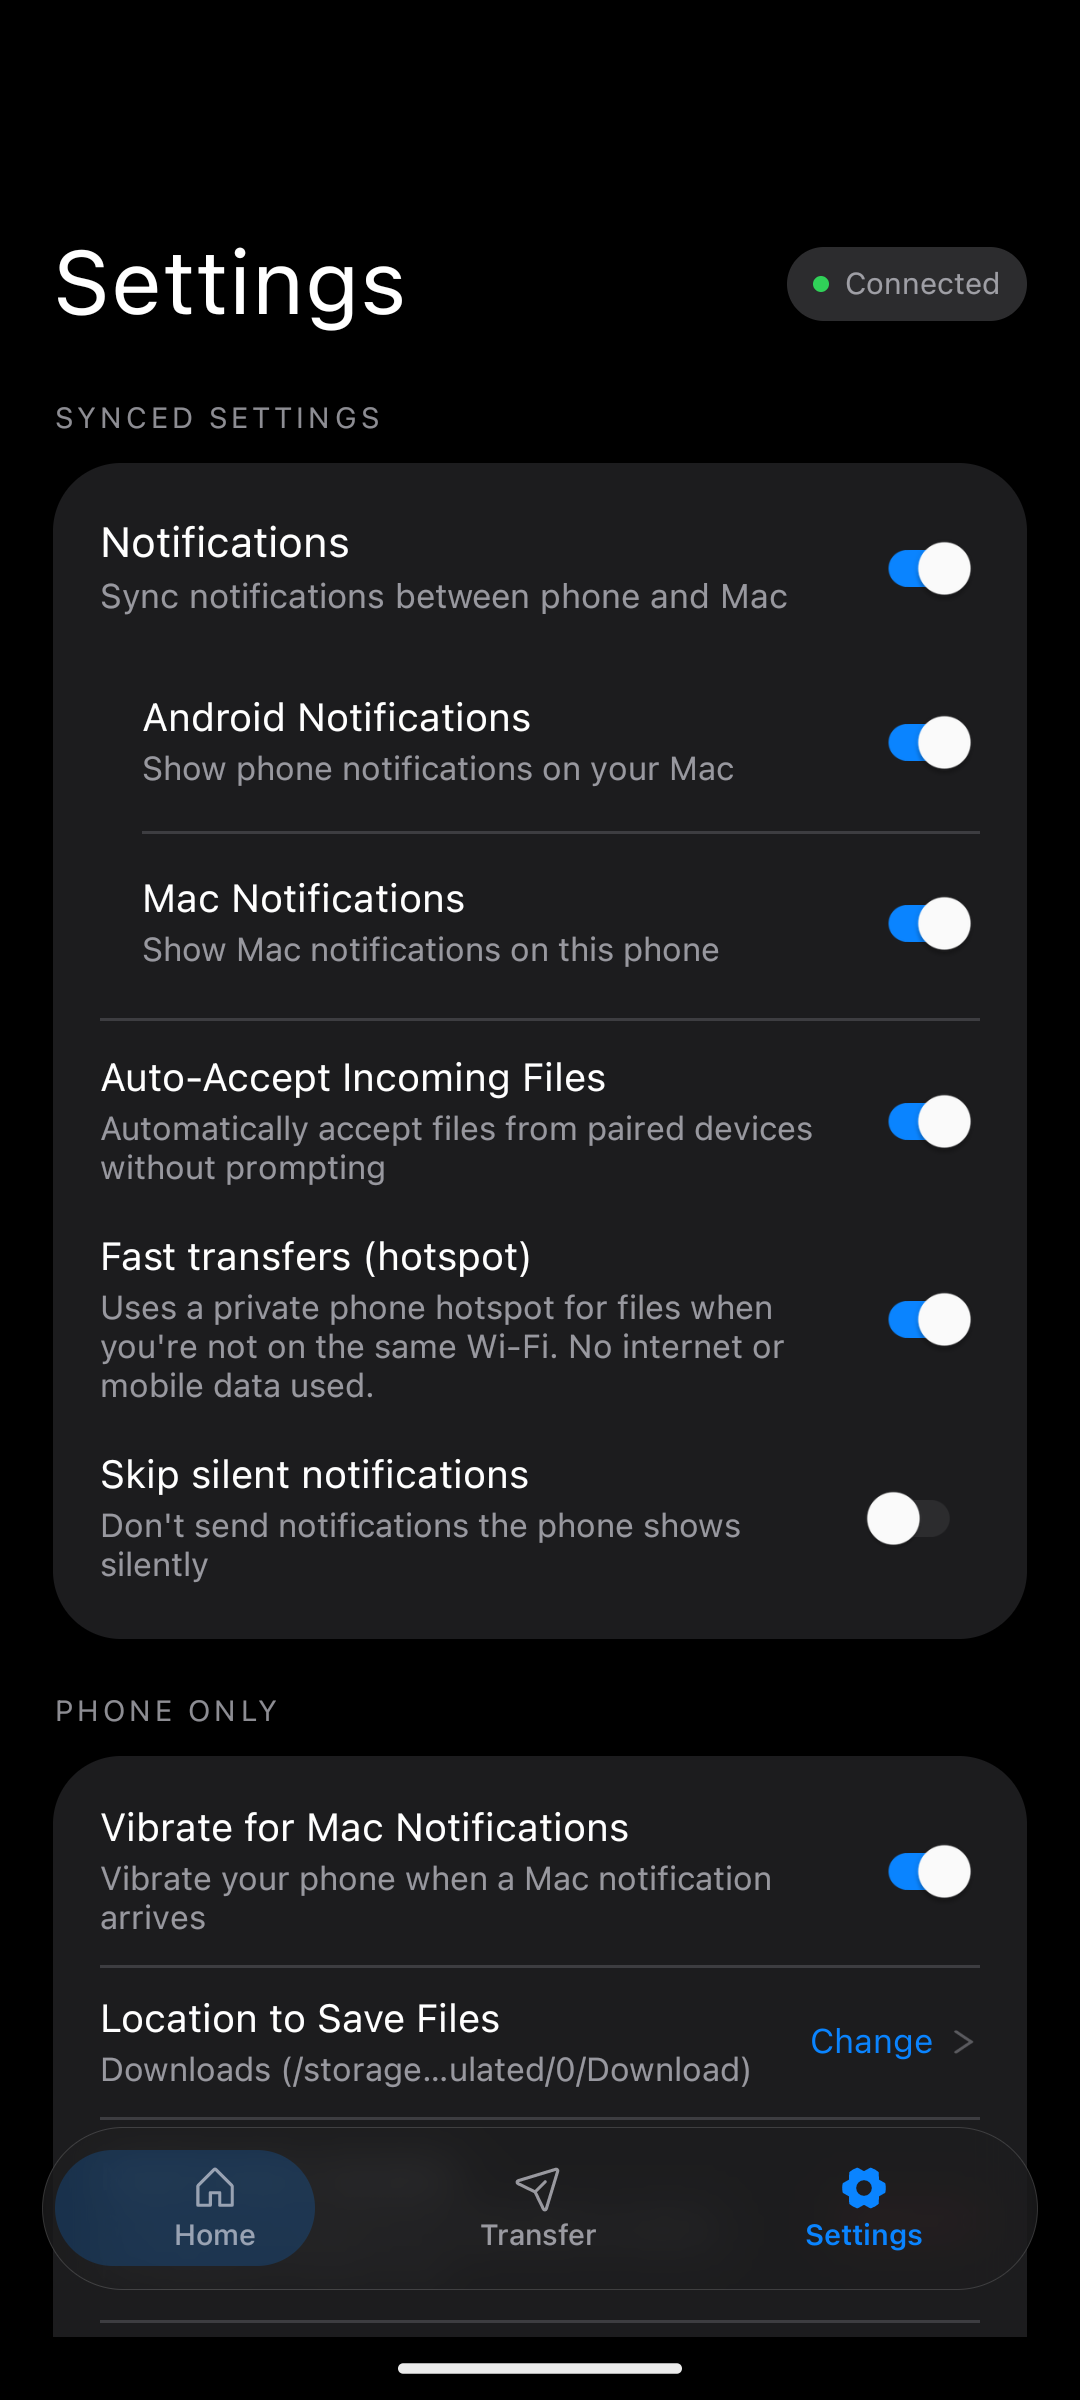 Settings
Connected
SYNCED SETTINGS
Notifications
Sync notifications between phone and Mac
Android Notifications
Show phone notifications on your Mac
Mac Notifications
Show Mac notifications on this phone
Auto-Accept Incoming Files
Automatically accept files from paired devices
without prompting
Fast transfers (hotspot)
Uses a private phone hotspot for files when
you're not on the same Wi-Fi. No internet or
mobile data used.
Skip silent notifications
Don't send notifications the phone shows
silently
PHONE ONLY
Vibrate for Mac Notifications
Vibrate your phone when a Mac notification
arrives
Location to Save Files
Downloads (/storage...ulated/0/Download)
Change
Home
Transfer
Settings